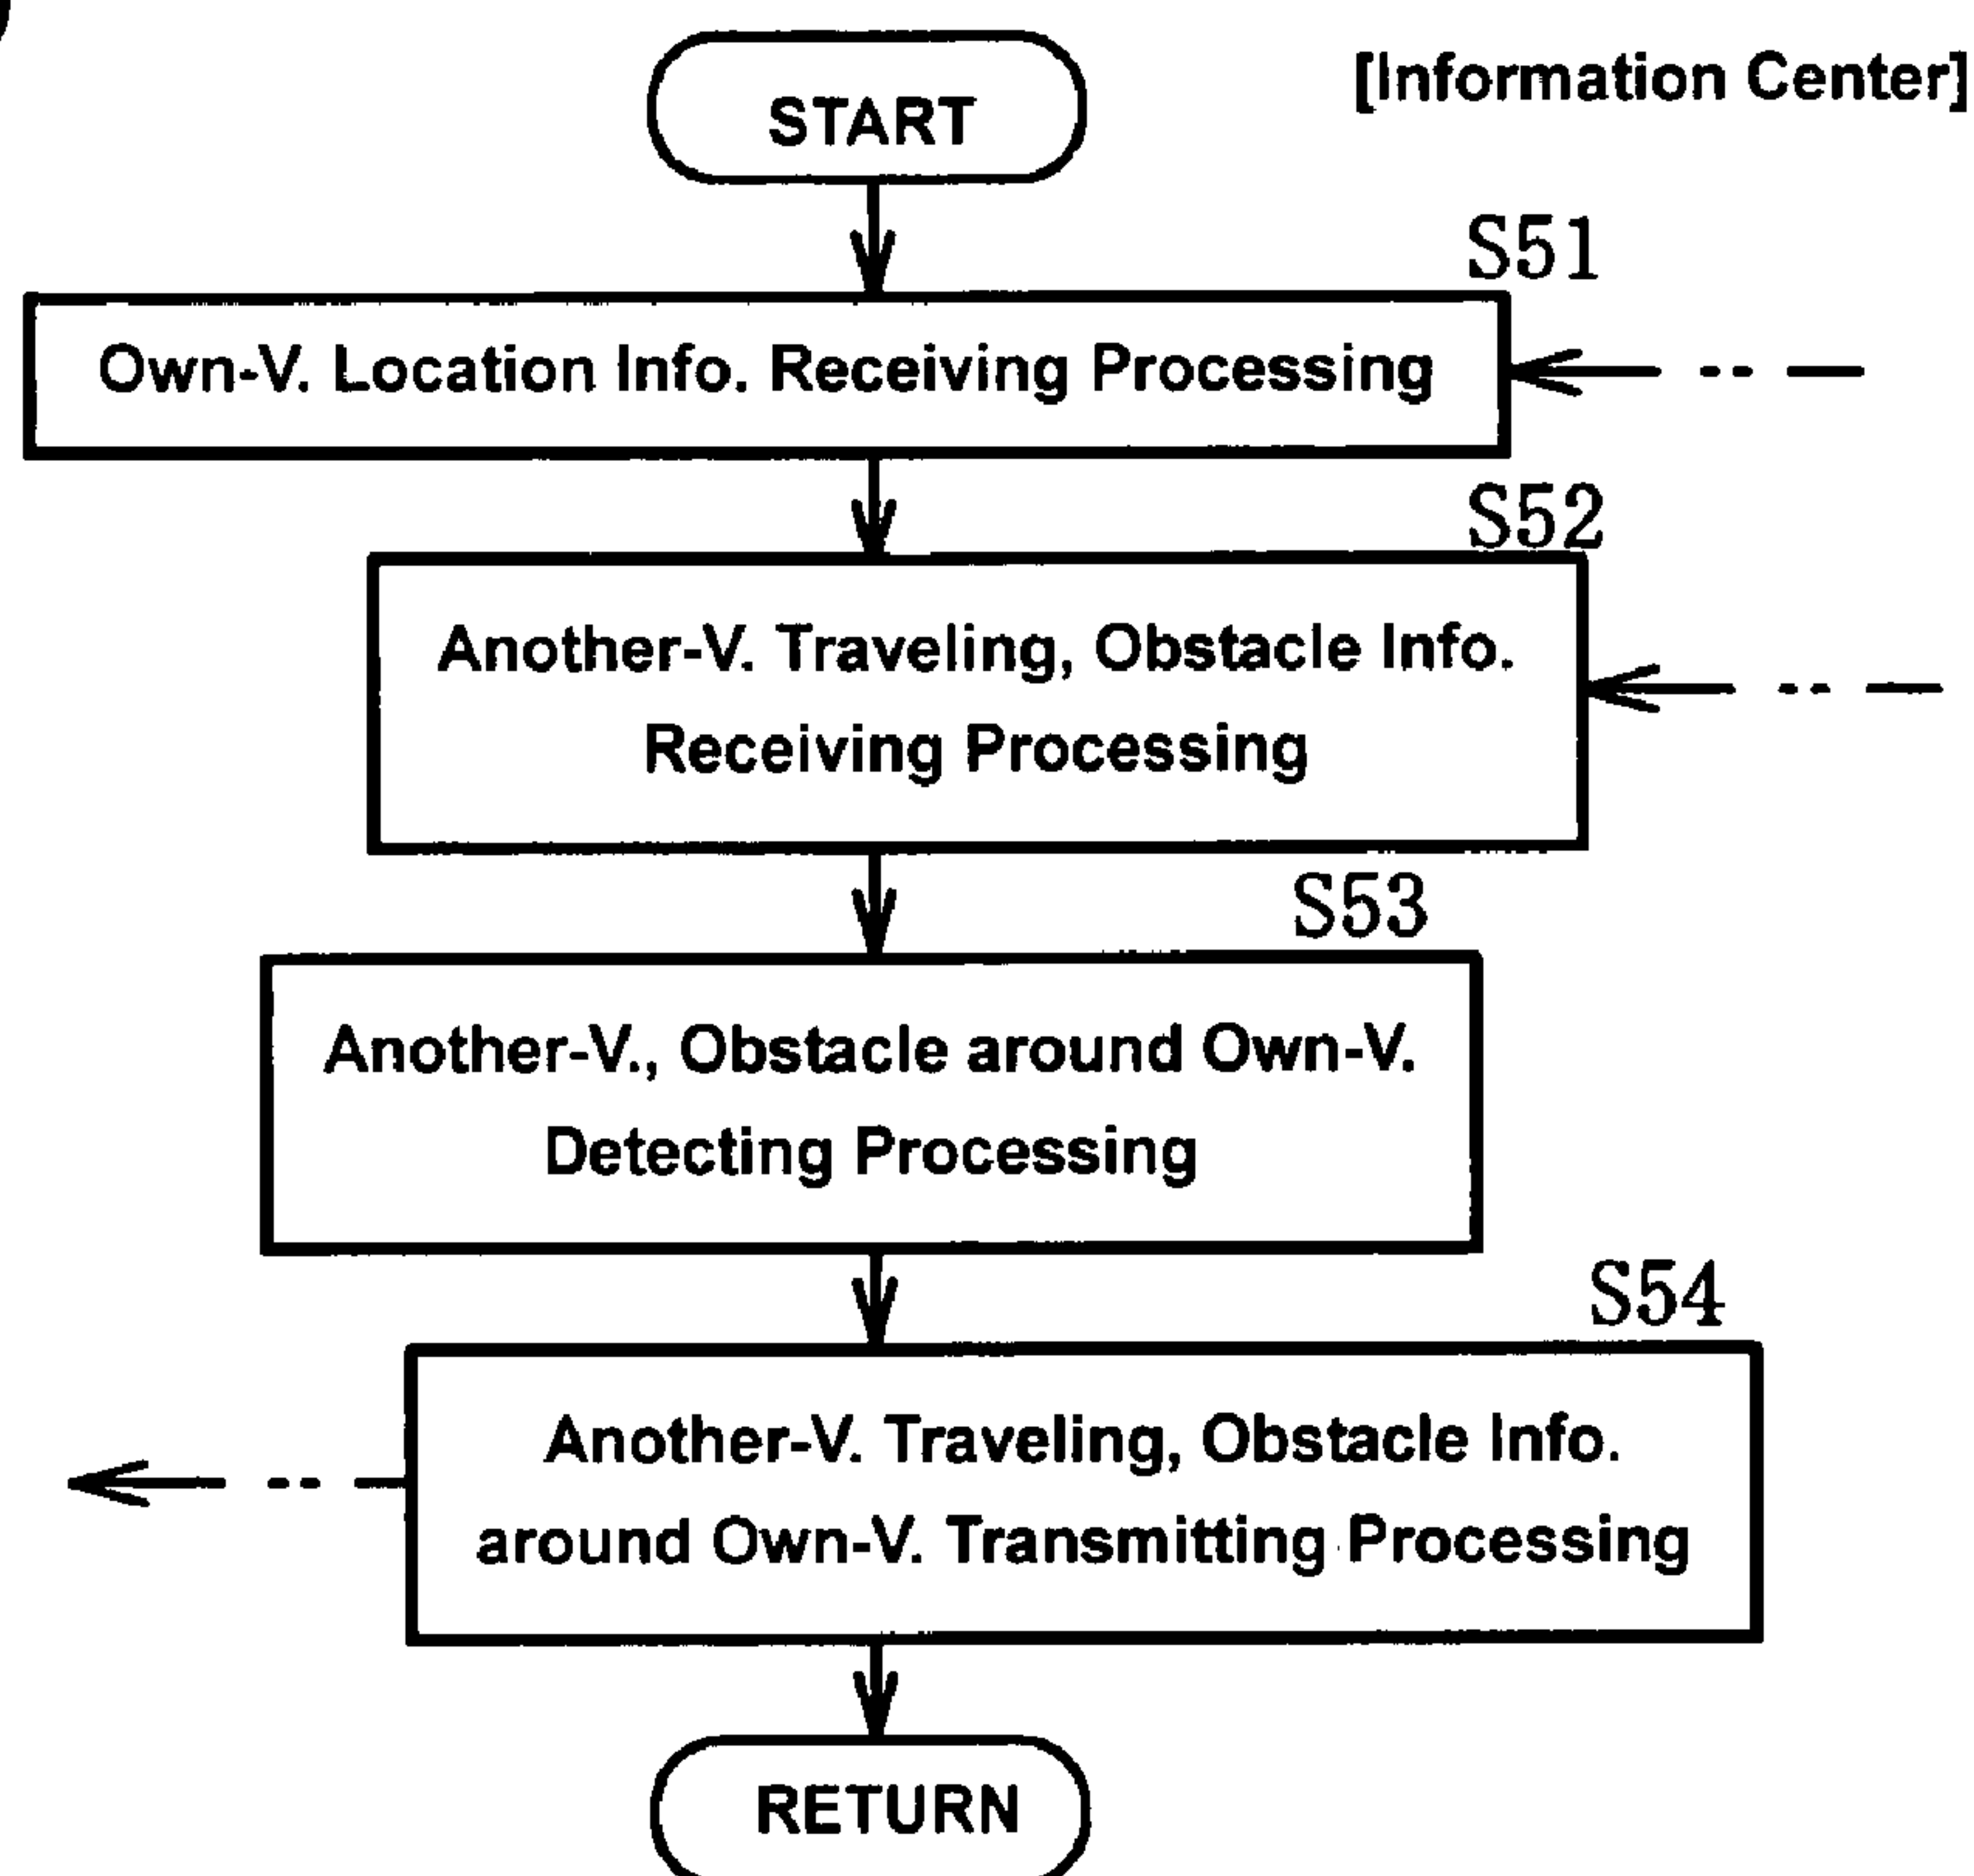 START
[Information Center]
S51
Own-V. Location Info. Receiving Processing
S52
Another-V. Traveling, Obstacle Info.
Receiving Processing
S53
Another-V., Obstacle around Own-V.
Detecting Processing
S54
Another-V. Traveling, Obstacle Info.
around Own-V. Transmitting Processing
RETURN